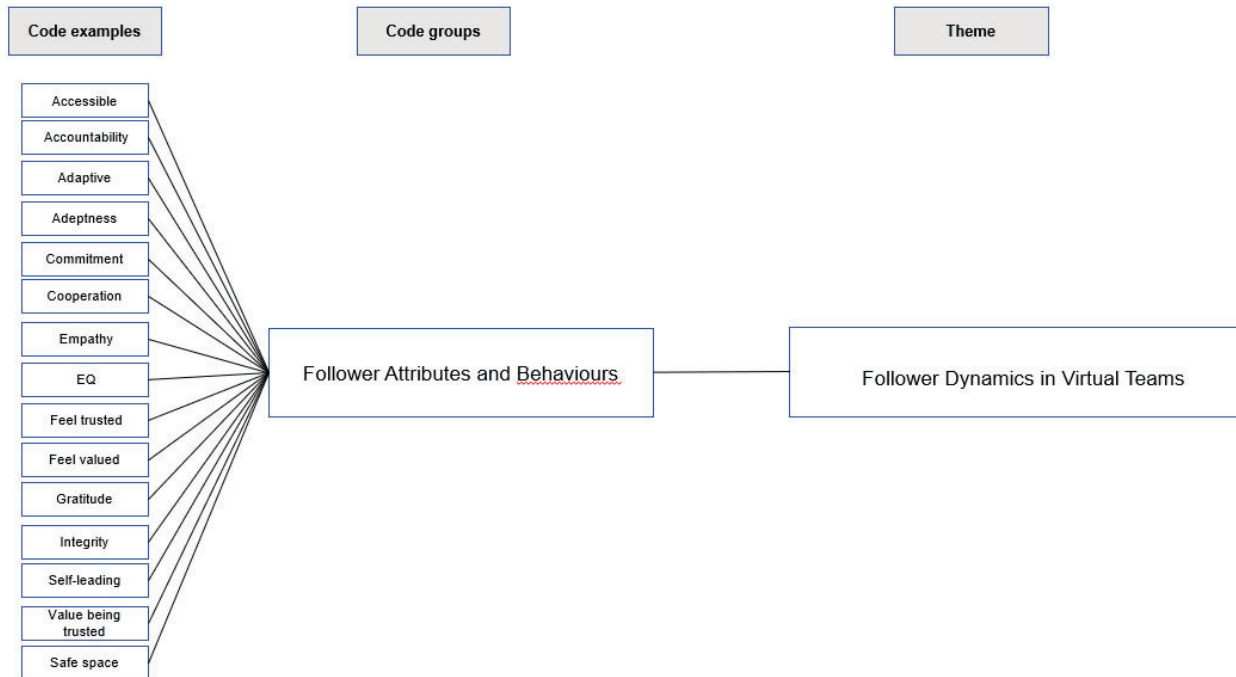 Code examples
Code groups
Theme
Accessible
Accountability
Adaptive
Adeptness
Commitment
Cooperation
Empathy
EQ
Feel trusted
Feel valued
Gratitude
Integrity
Self-leading
Value being
trusted
Safe space
Follower Attributes and Behaviours
Follower Dynamics in Virtual Teams